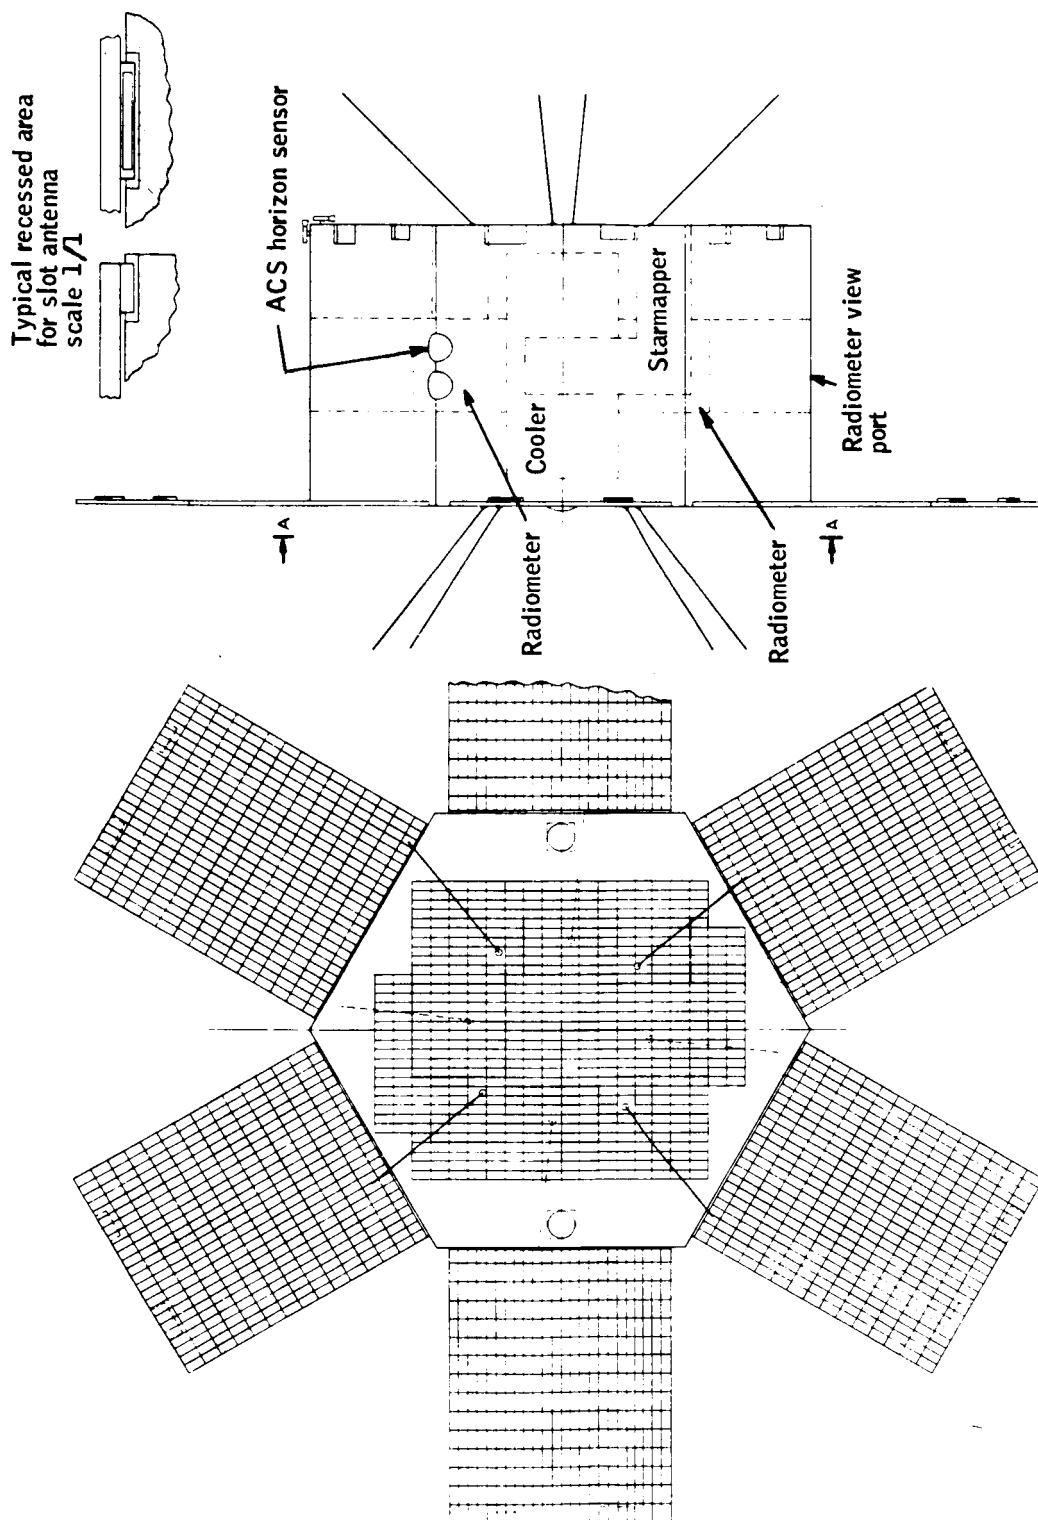 Typical recessed area
for slot antenna
scale 1/1
ACS horizon sensor
Cooler
Starmapper
Radiometer
Radiometer
Radiometer view
port
A
A